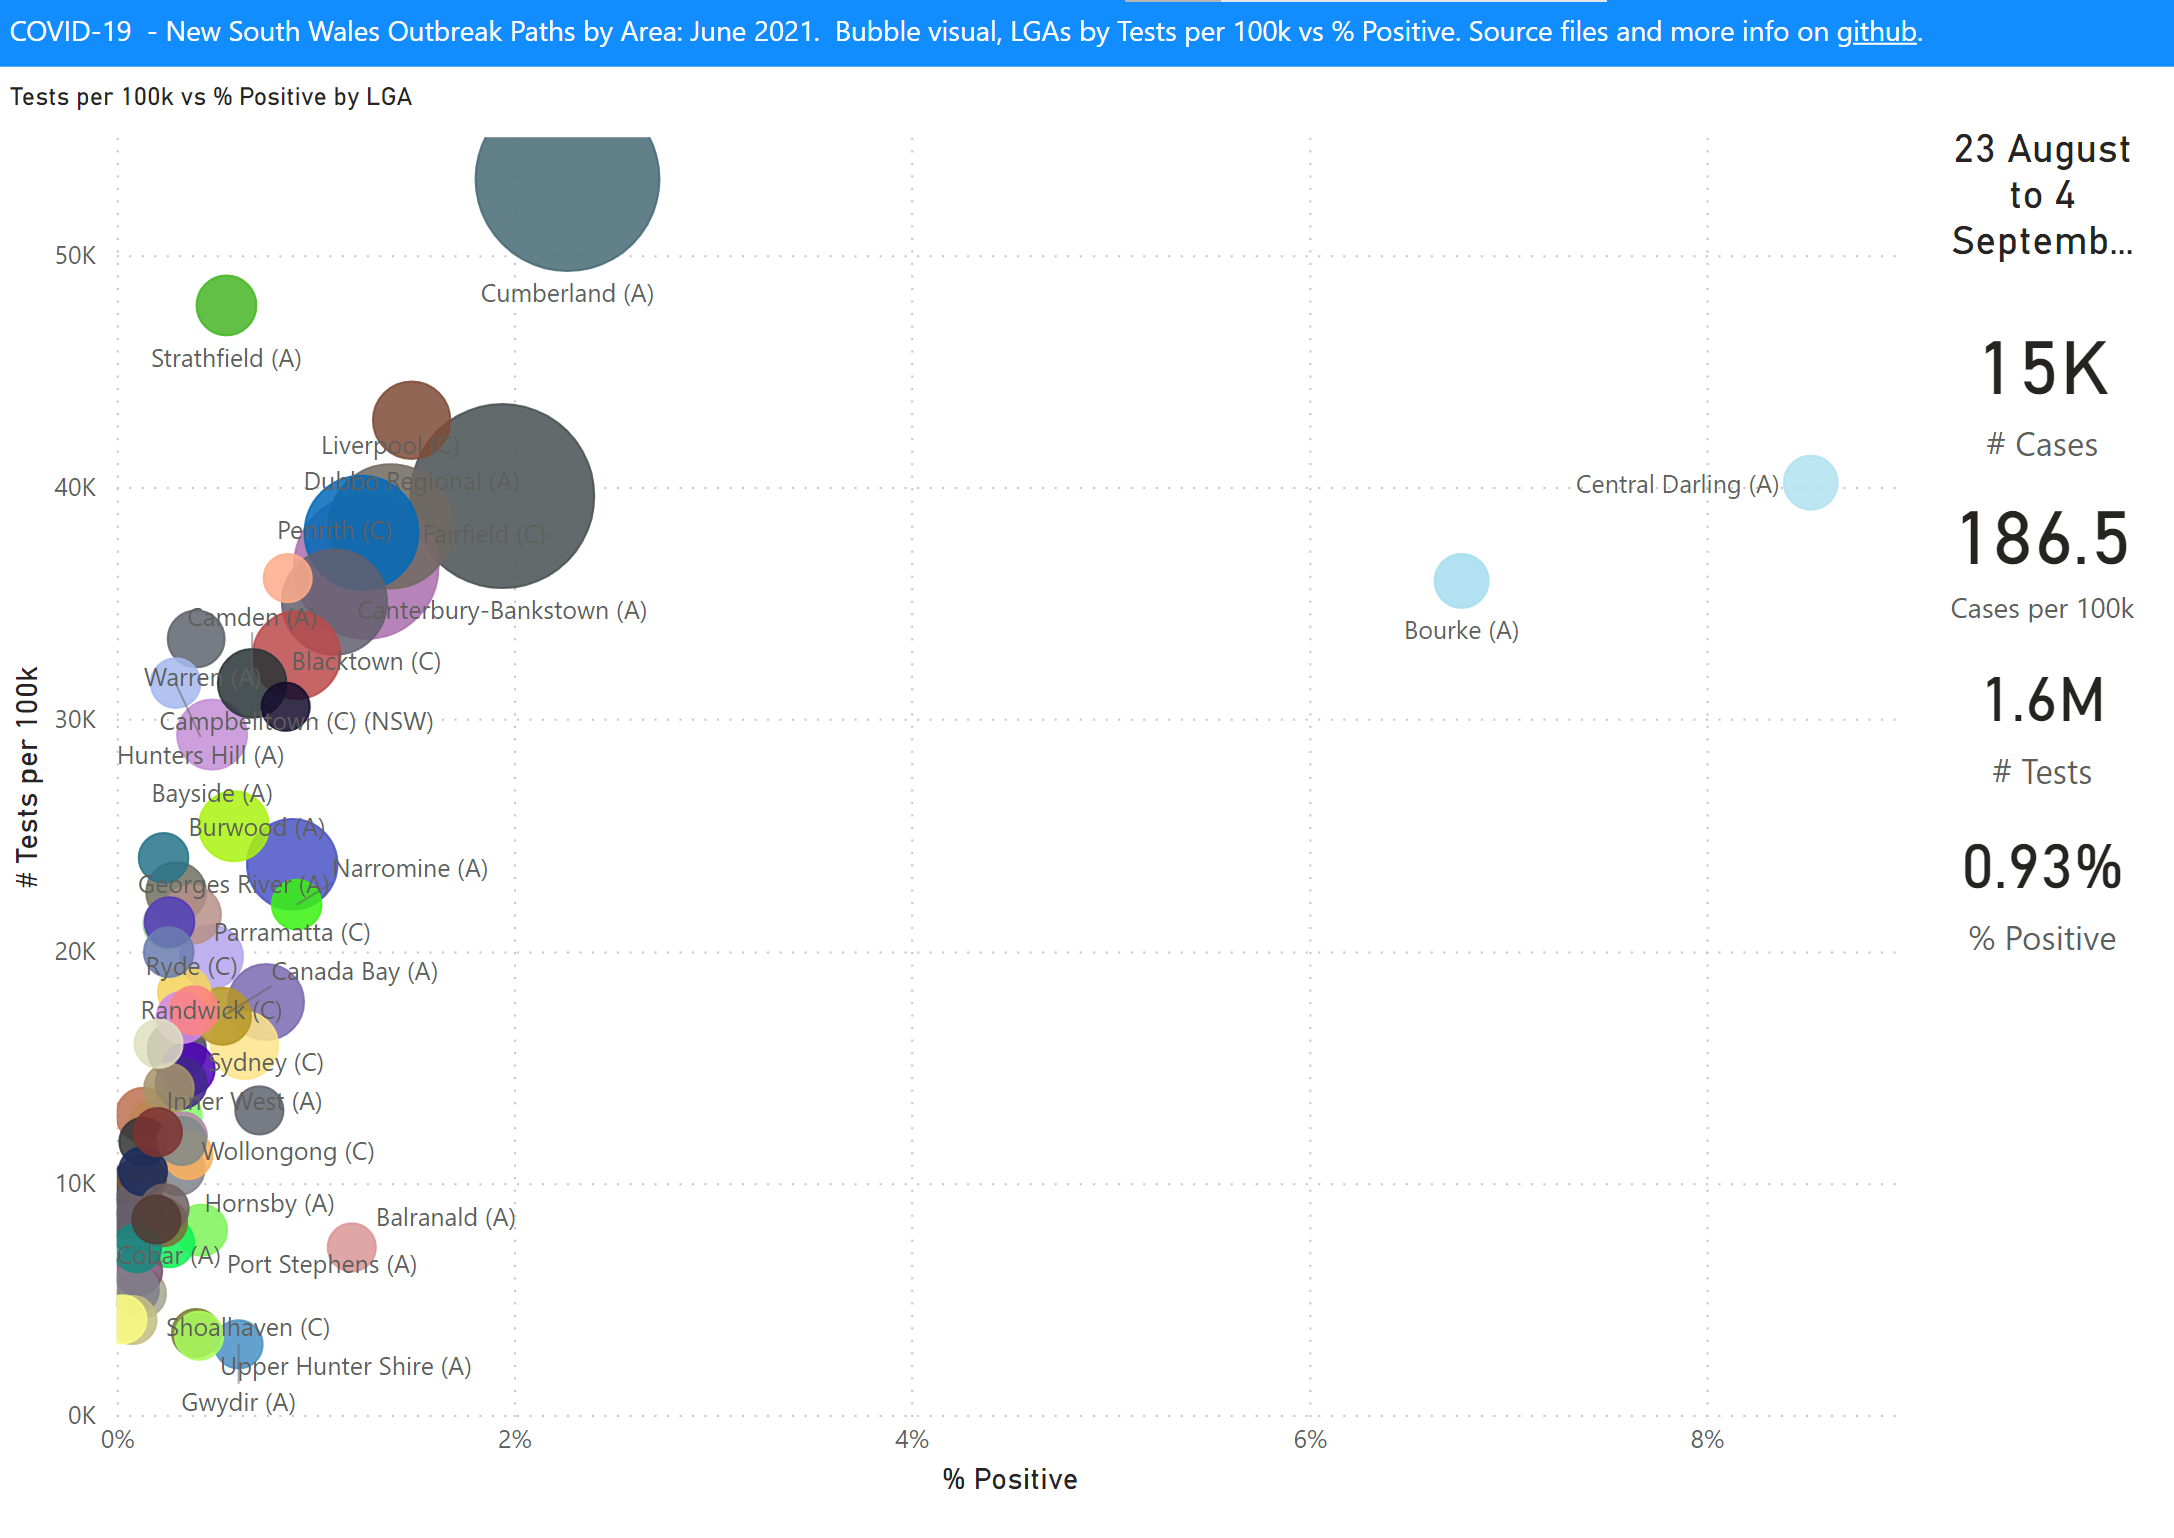 COVID-19  - New South Wales Outbreak Paths by Area: June 2021.  Bubble visual, LGAs by Tests per 100k vs % Positive. Source files and more info on github.
Tests per 100k vs % Positive by LGA
23 August
to 4
Septemb...
15K
# Cases
186.5
Cases per 100k
1.6M
# Tests
0.93%
% Positive
# Tests per 100k
50K
40K
30K
20K
10K
0K
Cumberland (A)
Strathfield (A)
Liverpool (C)
Dubbo Regional (A)
Central Darling (A)
Penrith (C)
Fairfield (C)
Canterbury-Bankstown (A)
Camden (A)
Bourke (A)
Blacktown (C)
Warren (A)
Campbelltown (C) (NSW)
Hunters Hill (A)
Bayside (A)
Burwood (A)
Narromine (A)
Georges River (A)
Parramatta (C)
Ryde (C)
Canada Bay (A)
Randwick (C)
Sydney (C)
Inner West (A)
Wollongong (C)
Hornsby (A)
Balranald (A)
Cobar (A)
Port Stephens (A)
Shoalhaven (C)
Upper Hunter Shire (A)
Gwydir (A)
0%
2%
4%
6%
8%
% Positive